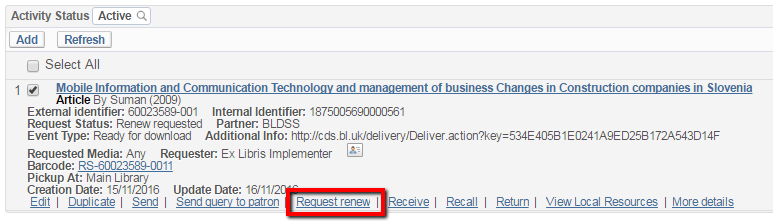 Activity Status Active
Add Refresh
Select All
1 Mobile Information and Communication Technology and management of business Changes in Construction companies in Slovenia
Article By Suman (2009)
External identifier: 60023589-001 Internal Identifier: 1875005690000561
Request Status: Renew requested Partner: BLDSS
Event Type: Ready for download Additional Info: http://cds.bl.uk/delivery/Deliver.action?key=534E405B1E0241A9ED25B172A543D14F
Requested Media: Any Requester: Ex Libris Implementer
Barcode: RS-60023589-0011
Pickup At: Main Library
Creation Date: 15/11/2016 Update Date: 16/11/2016
Edit | Duplicate | Send | Send query to patron | Request renew | Receive | Recall | Return | View Local Resources | More details